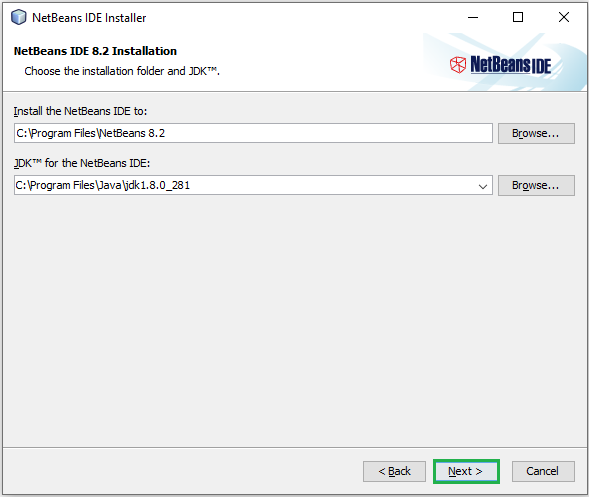 NetBeans IDE Installer
NetBeans IDE 8.2 Installation
Choose the installation folder and JDK™.
NetBeans IDE
Install the NetBeans IDE to:
C:\Program Files\NetBeans 8.2
Browse...
JDK™ for the NetBeans IDE:
C:\Program Files\Java\jdk1.8.0_281
Browse...
< Back
Next >
Cancel